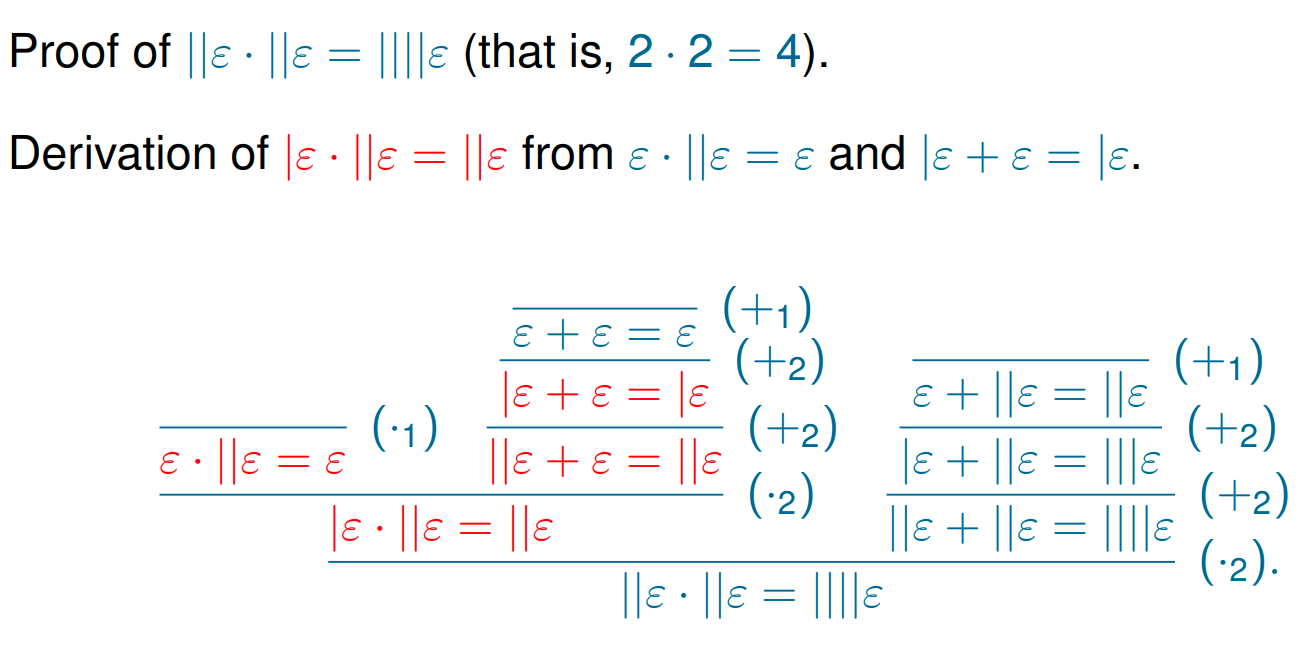 Proof of ||ε · ||ε = ||||ε (that is, 2 · 2 = 4).
Derivation of |ε · ||ε = ||ε from ε · ||ε = ε and |ε + ε = |ε.
(+₁)
ε + ε = ε
(+₂) (+₁)
|ε + ε = |ε ε + ||ε = ||ε
(·₁) (+₂) (+₂)
ε · ||ε = ε ||ε + ε = ||ε |ε + ||ε = |||ε
(·₂) (+₂)
|ε · ||ε = ||ε ||ε + ||ε = ||||ε
(·₂).
||ε · ||ε = ||||ε